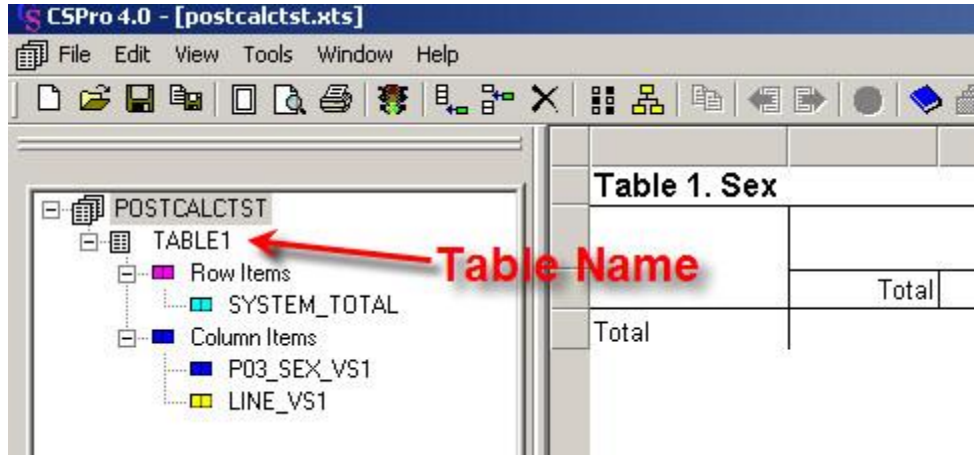 CSPro 4.0 - [postcalctst.xts]
File Edit View Tools Window Help
POSTCALCTST
TABLE1
Row Items
SYSTEM_TOTAL
Column Items
P03_SEX_VS1
LINE_VS1
Table Name
Table 1. Sex
Total
Total